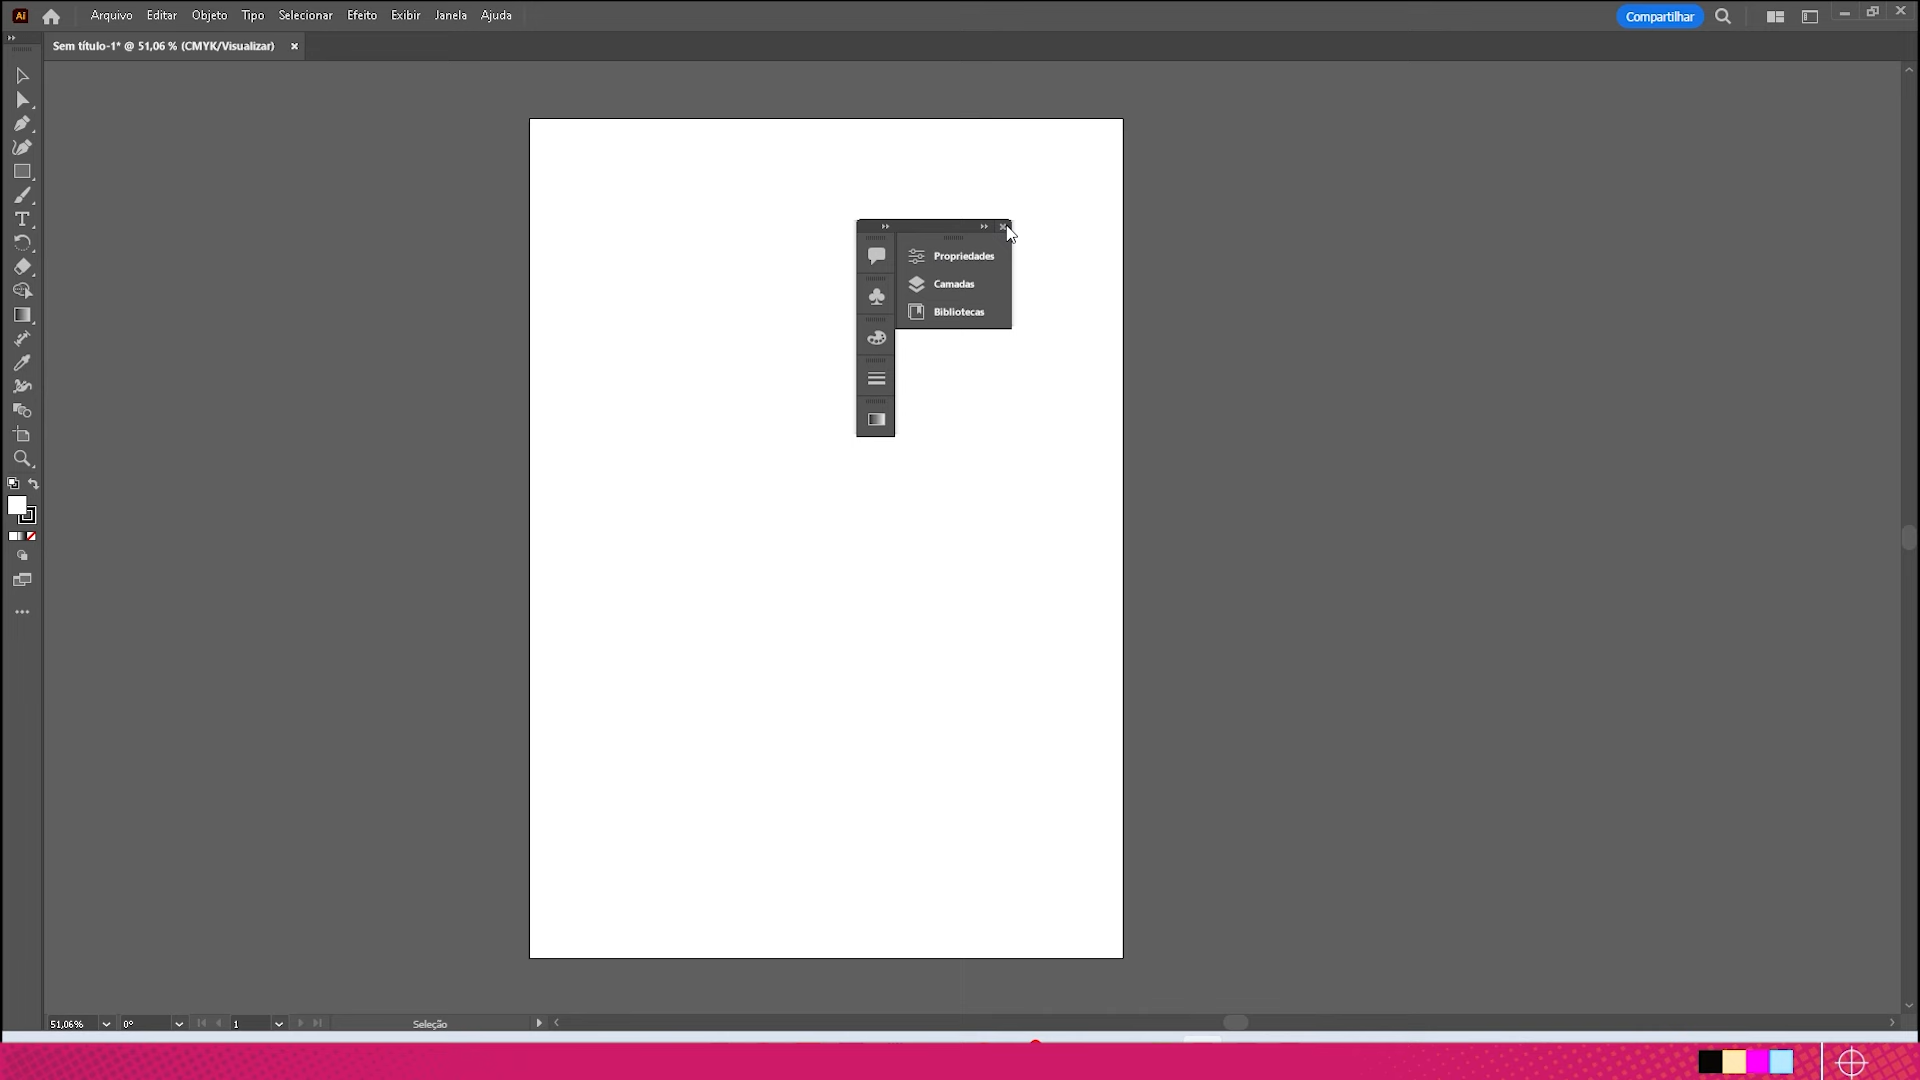 Ai Arquivo Editar Objeto Tipo Selecionar Efeito Exibir Janela Ajuda Compartilhar
Sem título-1* @ 51,06 % (CMYK/Visualizar)
Propriedades
Camadas
Bibliotecas
51,06% 0° 1 Seleção